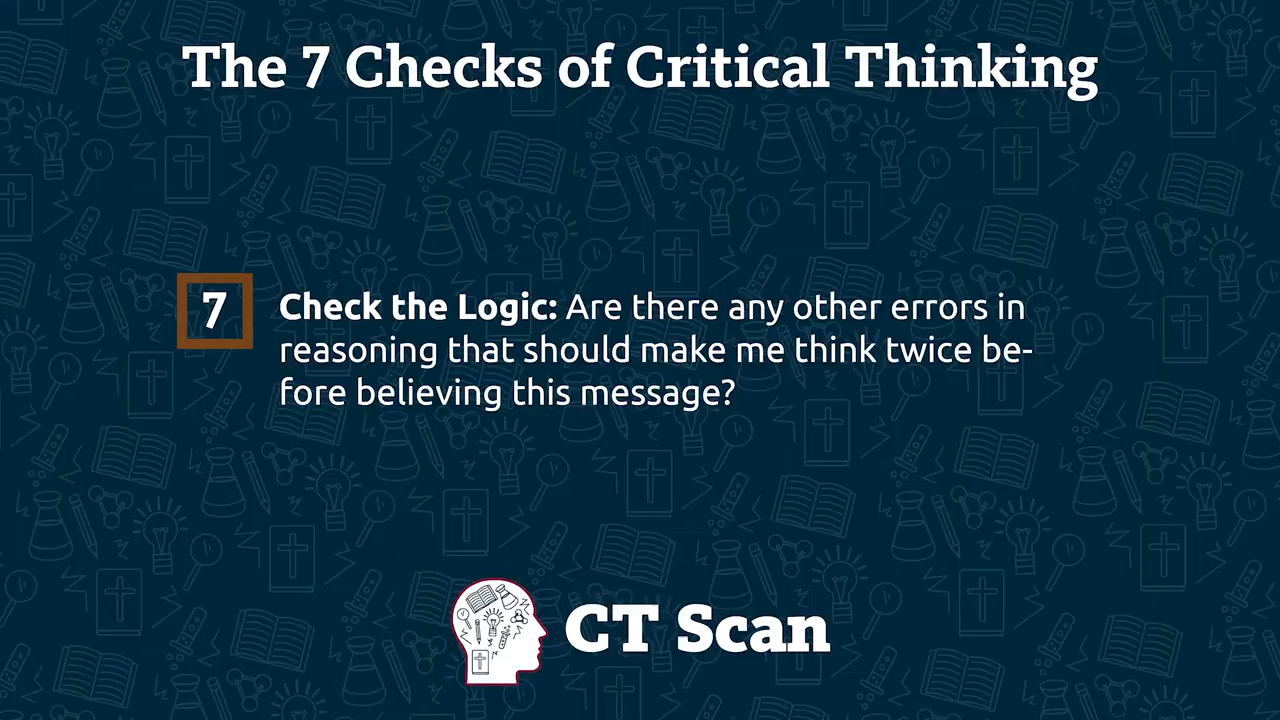 The 7 Checks of Critical Thinking
7
Check the Logic: Are there any other errors in
reasoning that should make me think twice be-
fore believing this message?
CT Scan